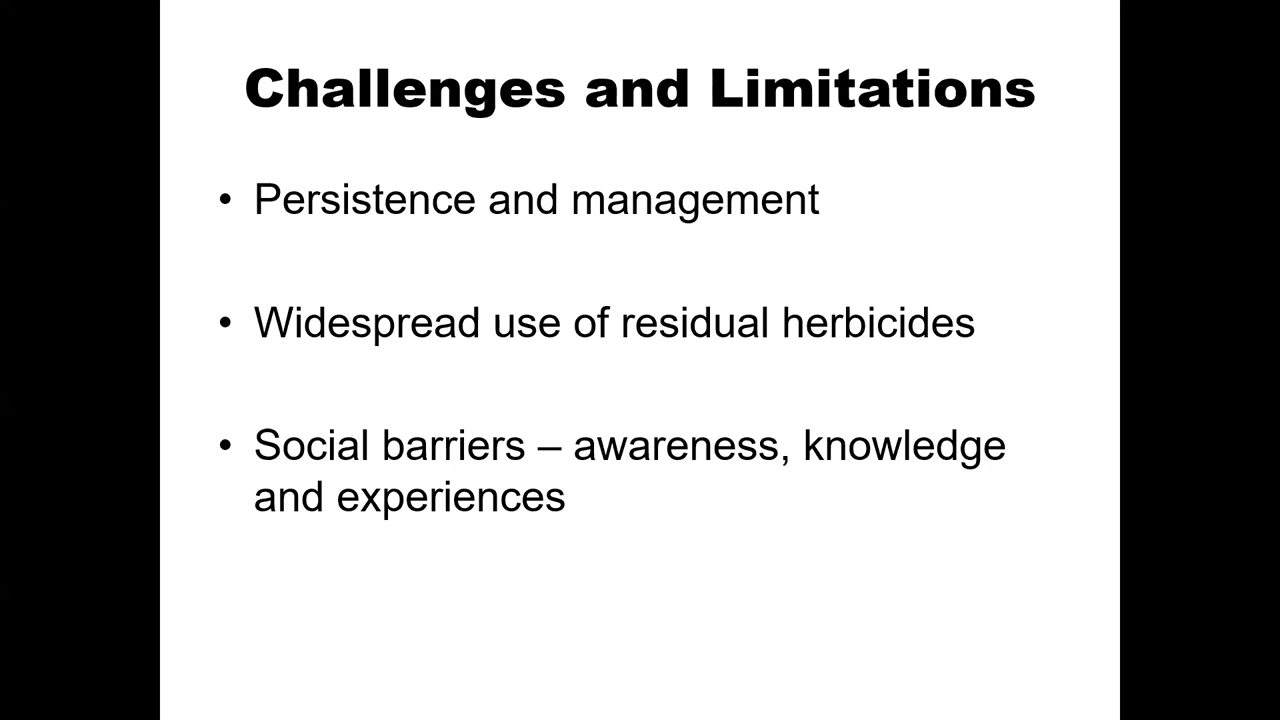 Challenges and Limitations
• Persistence and management
• Widespread use of residual herbicides
• Social barriers – awareness, knowledge
and experiences